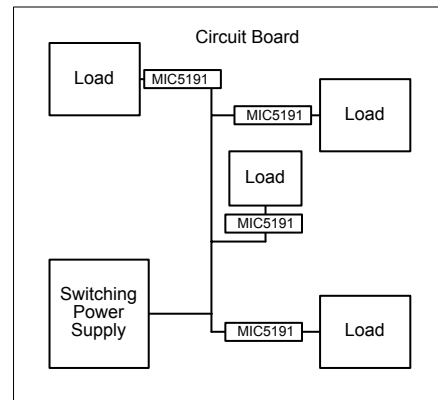 Circuit Board
Load
MIC5191
MIC5191
Load
Load
MIC5191
Switching
Power
Supply
MIC5191
Load